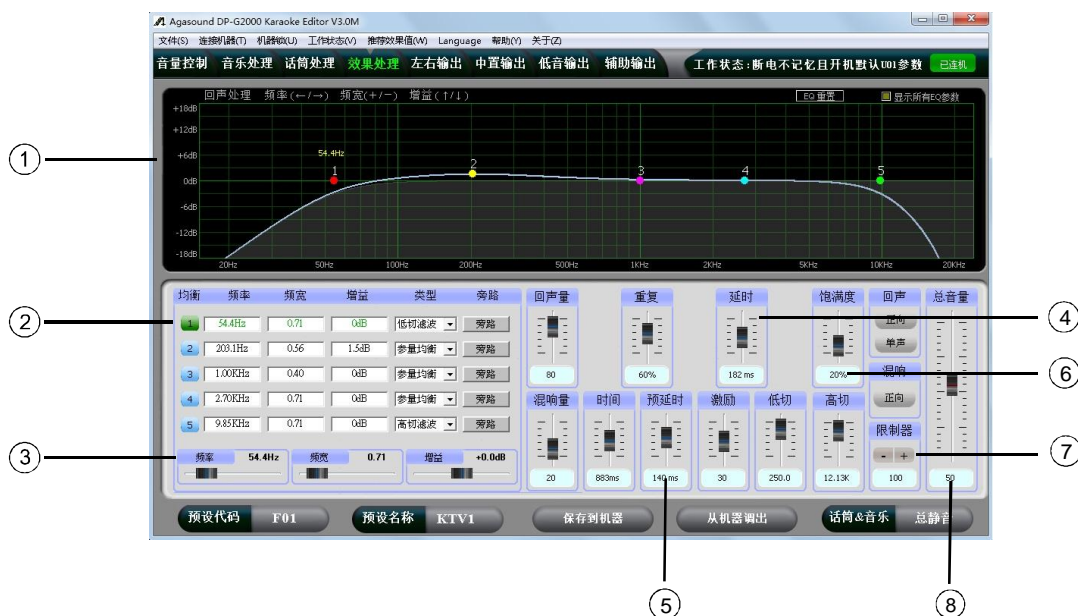 Agasound DP-G2000 Karaoke Editor V3.0M
文件(S) 连接机器(T) 机器锁(U) 工作状态(V) 推荐效果值(W) Language 帮助(Y) 关于(Z)
音量控制 音乐处理 话筒处理 效果处理 左右输出 中置输出 低音输出 辅助输出 工作状态:断电不记忆且开机默认U01参数 已连机
回声处理 频率(←/→) 频宽(+/-) 增益(↑/↓) EQ 重置 显示所有EQ参数
+18dB
+12dB
+6dB
0dB
-6dB
-12dB
-18dB
54.4Hz
1 2 3 4 5
20Hz 50Hz 100Hz 200Hz 500Hz 1KHz 2KHz 5KHz 10KHz 20KHz
均衡 频率 频宽 增益 类型 旁路
1 54.4Hz 0.71 0dB 低切滤波 旁路
2 203.1Hz 0.56 1.5dB 参量均衡 旁路
3 1.00KHz 0.40 0dB 参量均衡 旁路
4 2.70KHz 0.71 0dB 参量均衡 旁路
5 9.85KHz 0.71 0dB 高切滤波 旁路
频率 54.4Hz 频宽 0.71 增益 +0.0dB
回声量 重复 延时 饱满度 回声 总音量
正向
单声
80 60% 182 ms 20%
混响
正向
混响量 时间 预延时 激励 低切 高切
限制器
- +
20 883ms 140 ms 30 250.0 12.13K 100 50
预设代码 F01 预设名称 KTV1 保存到机器 从机器调出 话筒&音乐 总静音
1
2
3
4
6
7
5
8